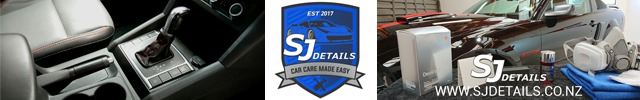 EST 2017
SJ DETAILS
CAR CARE MADE EASY
SJ DETAILS
WWW.SJDETAILS.CO.NZ